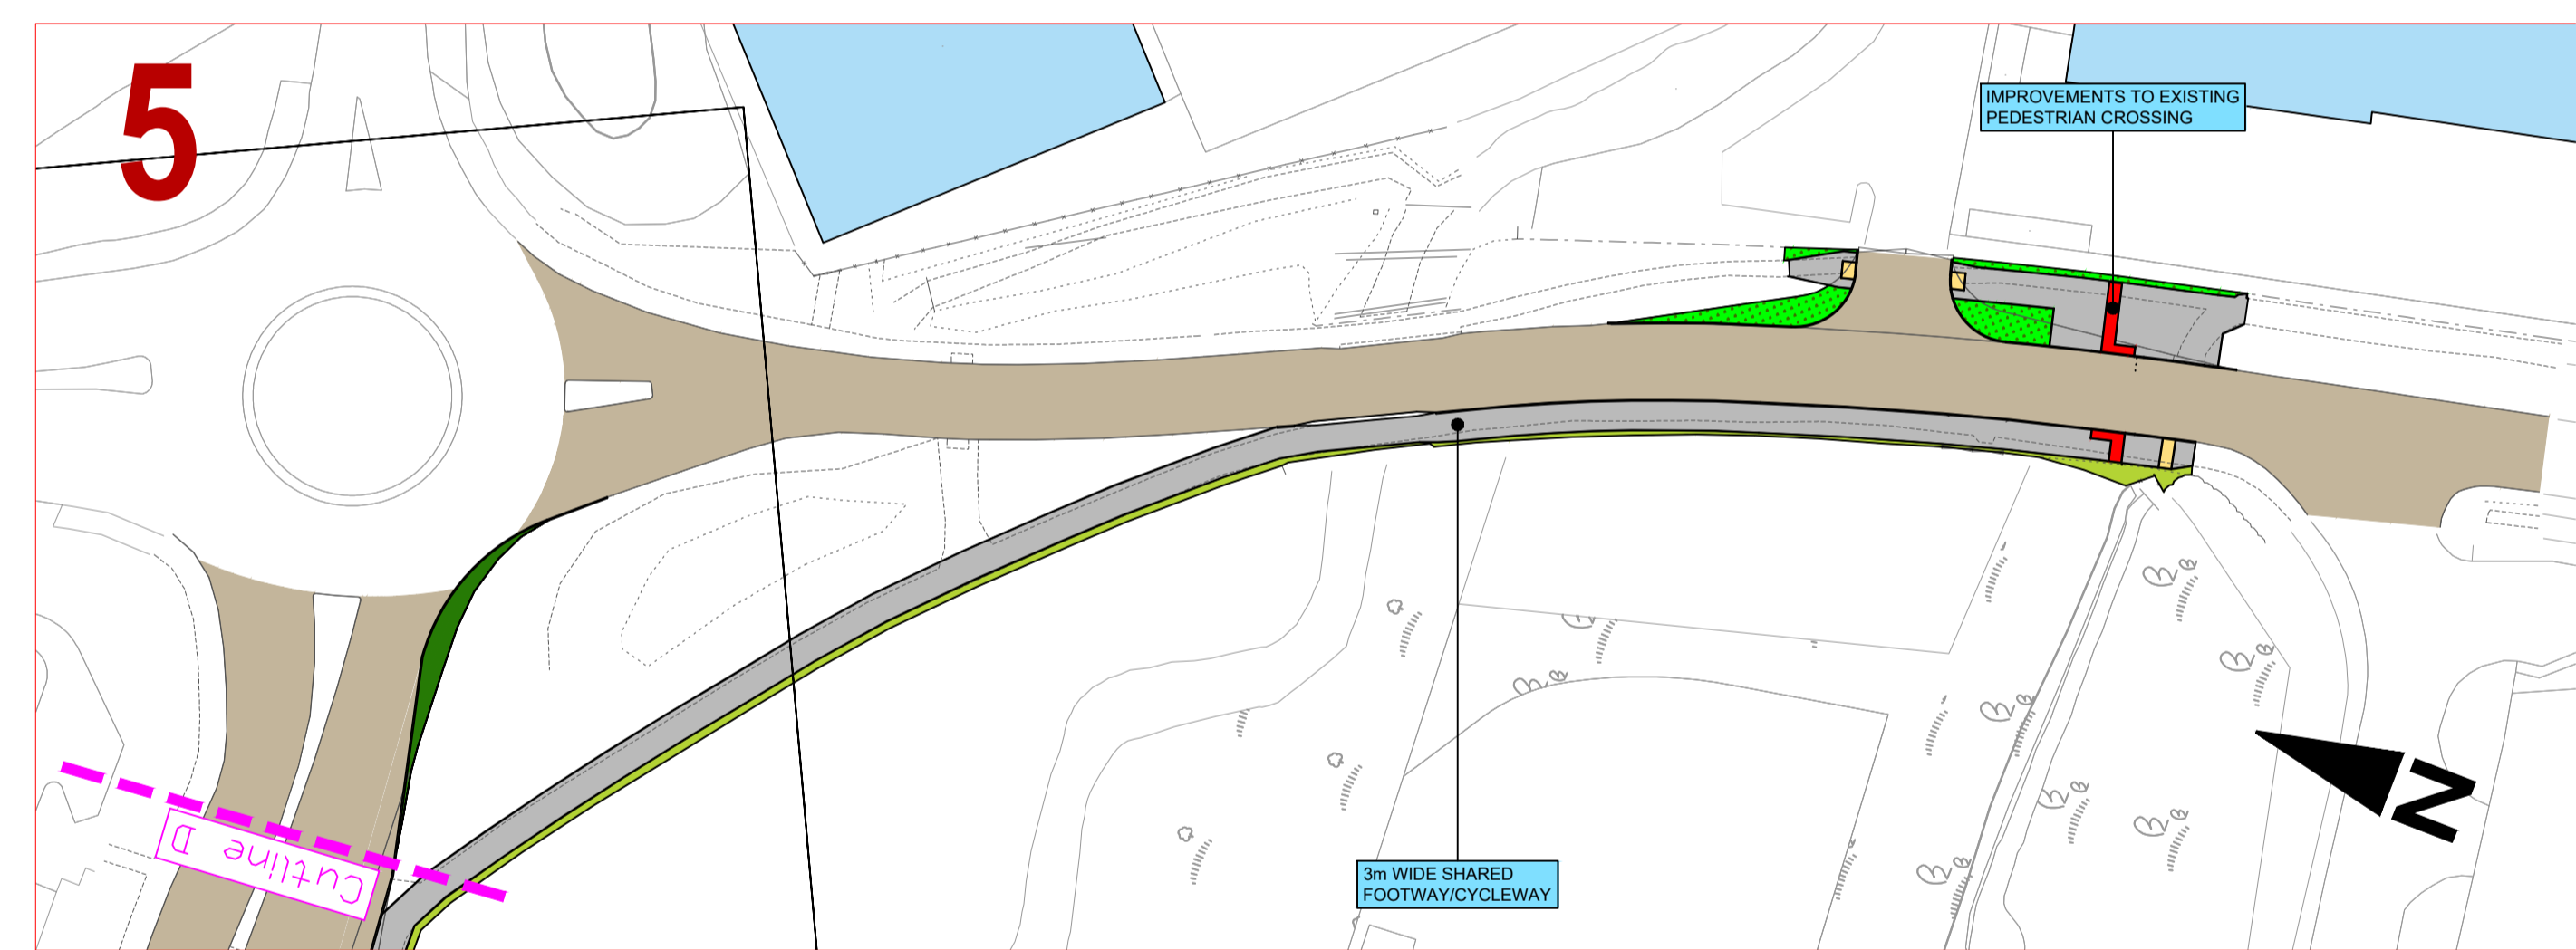 5
IMPROVEMENTS TO EXISTING
PEDESTRIAN CROSSING
N
Cutline D
3m WIDE SHARED
FOOTWAY/CYCLEWAY